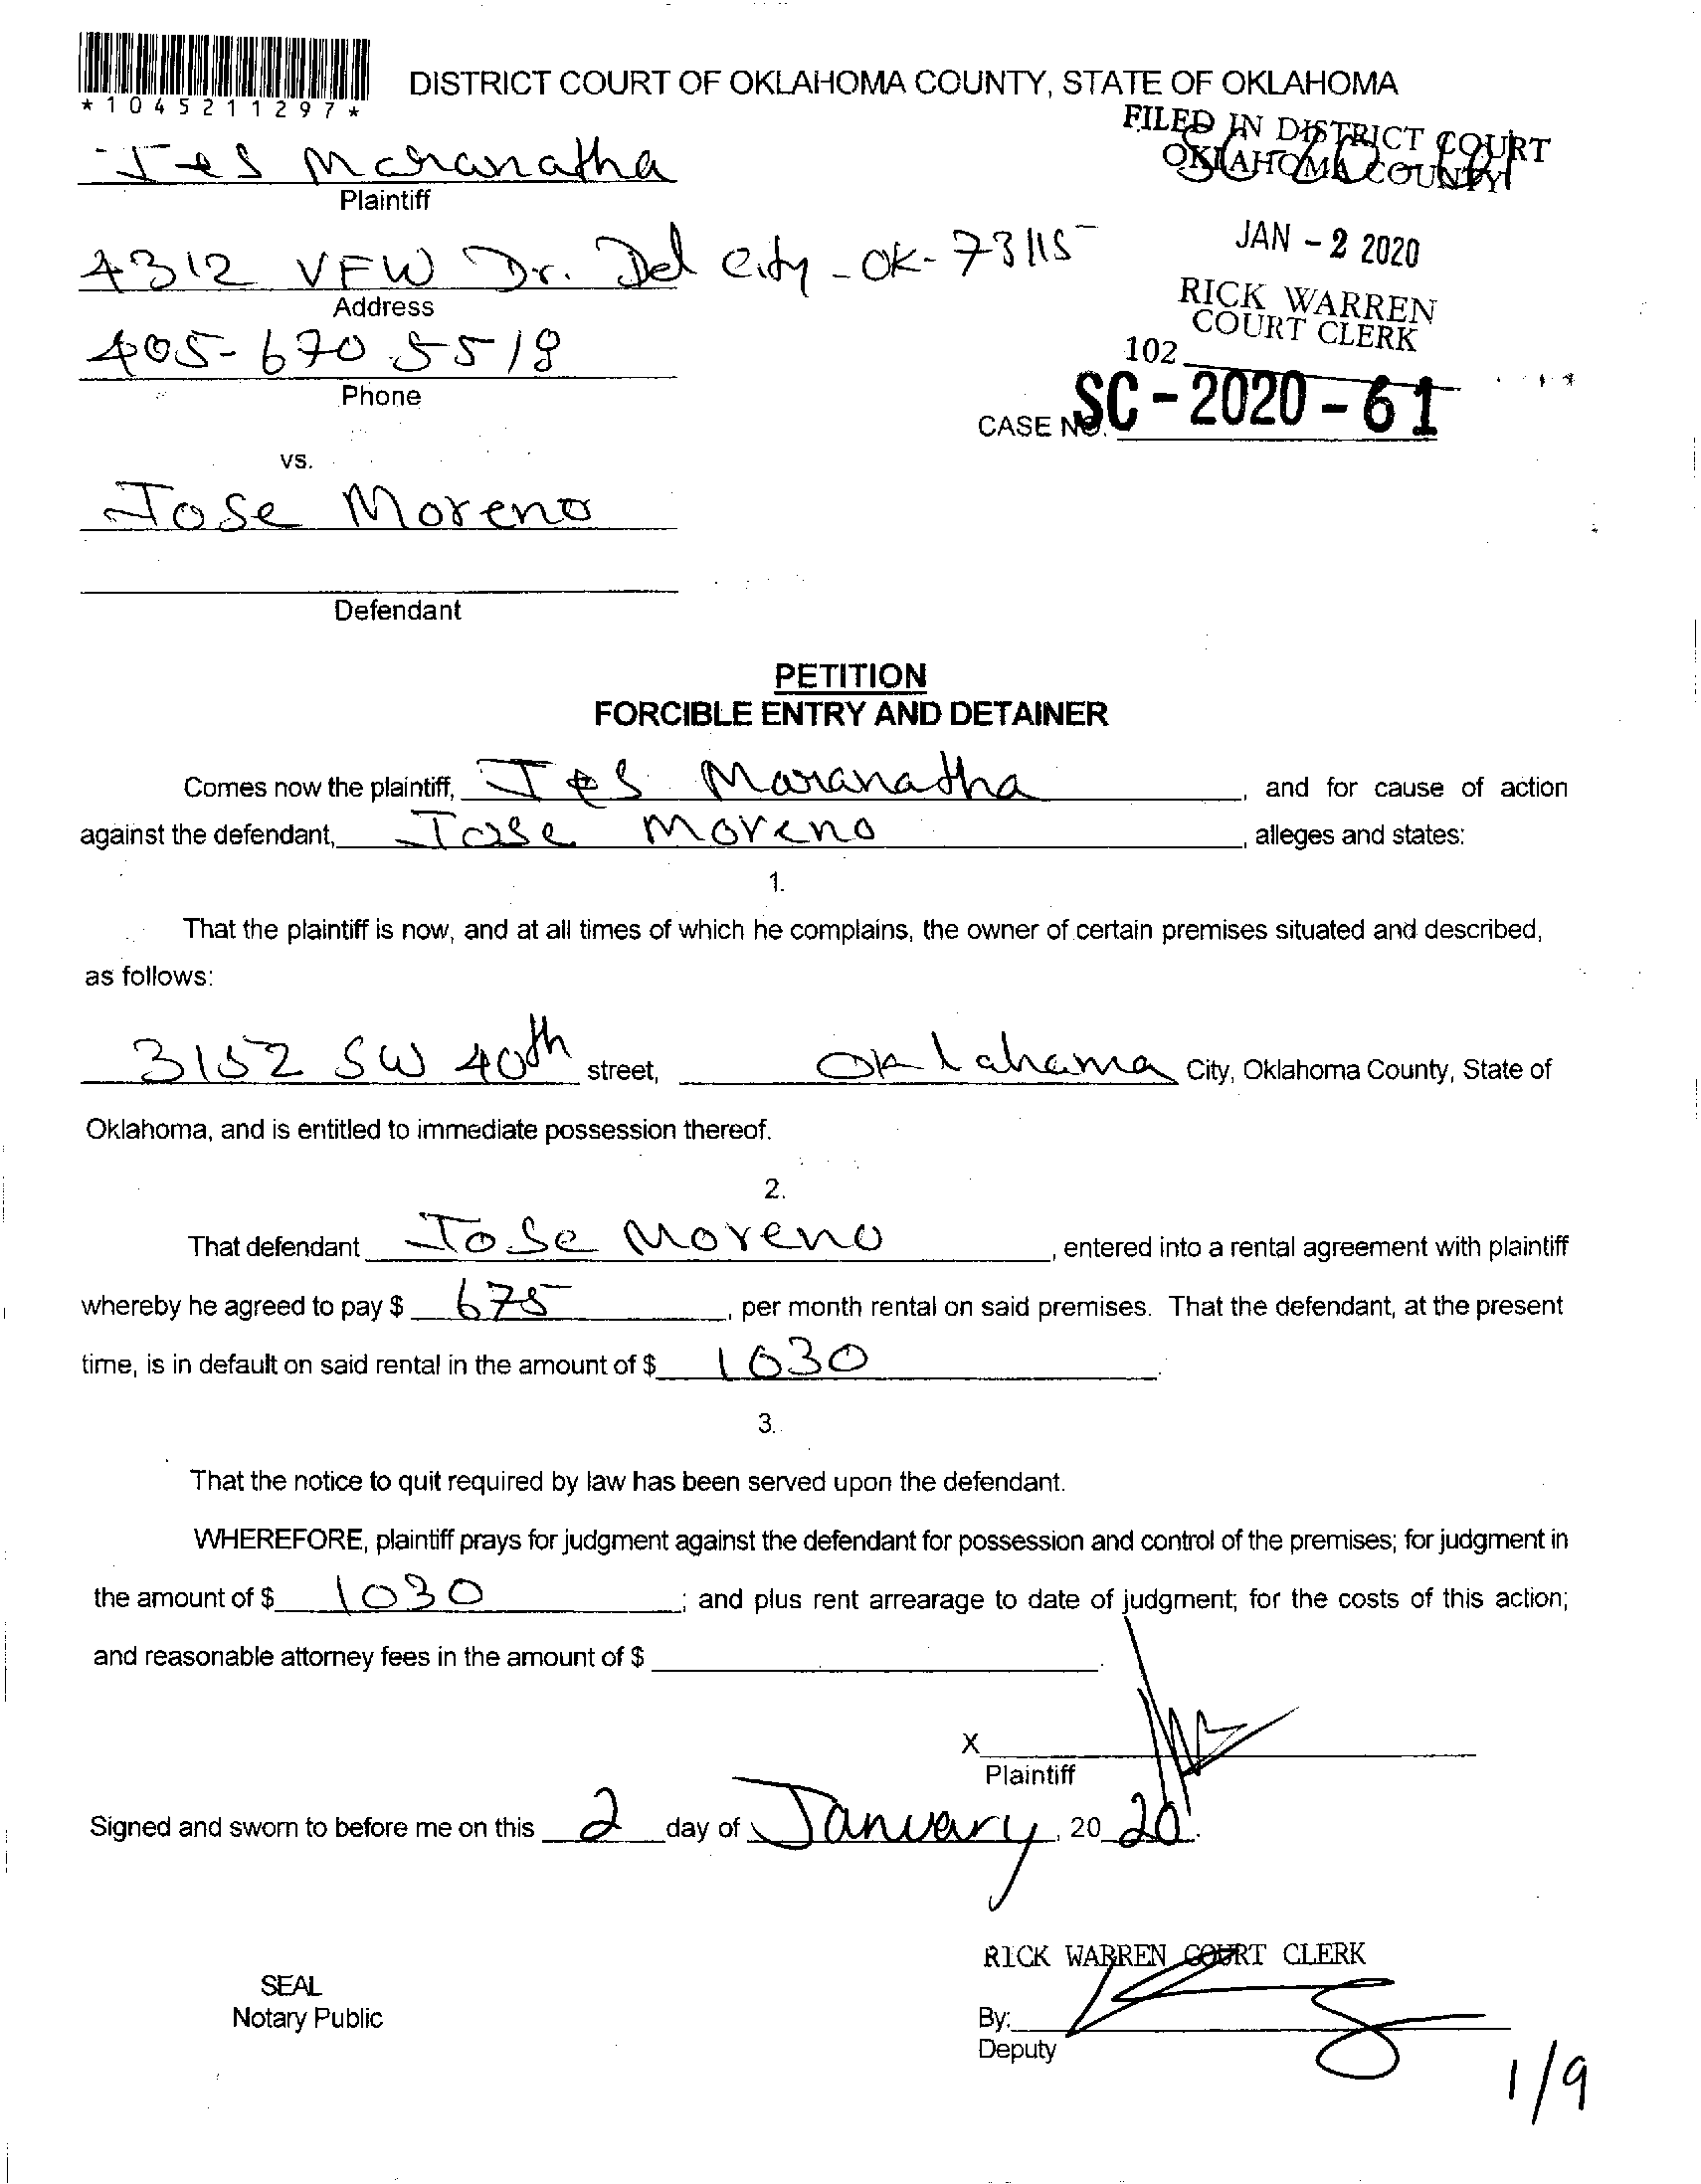 *1045211297*
DISTRICT COURT OF OKLAHOMA COUNTY, STATE OF OKLAHOMA
FILED IN DISTRICT COURT
OKLAHOMA COUNTY
Jes Maranatha
Plaintiff
JAN - 2 2020
4312 VFW Dr. Del City - OK - 73115
Address
RICK WARREN
COURT CLERK
405-670 5518
102
Phone
CASE NO. SC - 2020 - 61
VS.
Jose Moreno
Defendant
PETITION
FORCIBLE ENTRY AND DETAINER
Comes now the plaintiff, Jes Maranatha, and for cause of action
against the defendant, Jose Moreno, alleges and states:
1.
That the plaintiff is now, and at all times of which he complains, the owner of certain premises situated and described,
as follows:
3152 SW 40th street, Oklahoma City, Oklahoma County, State of
Oklahoma, and is entitled to immediate possession thereof.
2.
That defendant Jose Moreno, entered into a rental agreement with plaintiff
whereby he agreed to pay $ 675, per month rental on said premises. That the defendant, at the present
time, is in default on said rental in the amount of $ 1030.
3.
That the notice to quit required by law has been served upon the defendant.
WHEREFORE, plaintiff prays for judgment against the defendant for possession and control of the premises; for judgment in
the amount of $ 1030; and plus rent arrearage to date of judgment; for the costs of this action;
and reasonable attorney fees in the amount of $
X
Plaintiff
Signed and sworn to before me on this 2 day of January, 20 20.
RICK WARREN COURT CLERK
SEAL
Notary Public
By:
Deputy
1/9